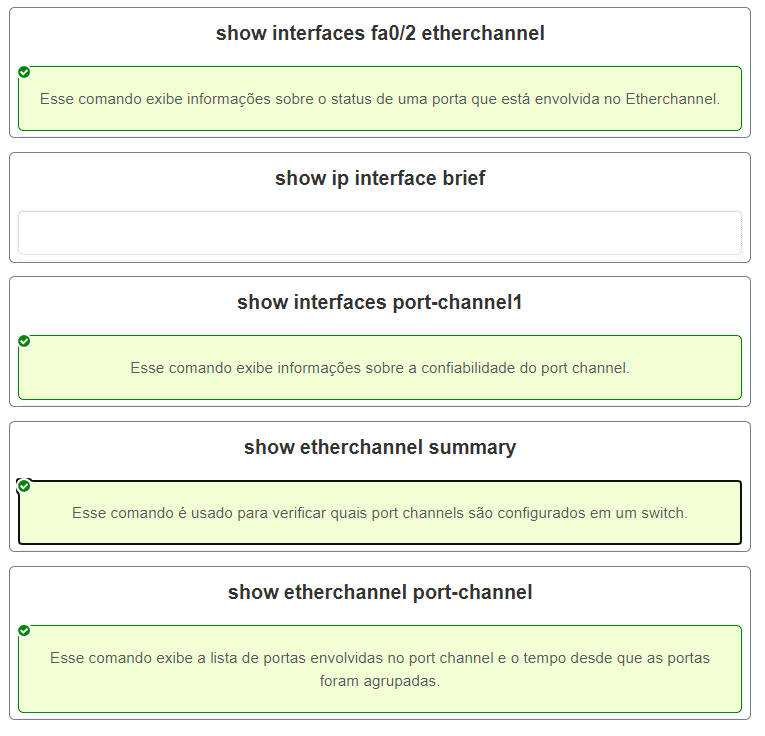 show interfaces fa0/2 etherchannel
Esse comando exibe informações sobre o status de uma porta que está envolvida no Etherchannel.
show ip interface brief
show interfaces port-channel1
Esse comando exibe informações sobre a confiabilidade do port channel.
show etherchannel summary
Esse comando é usado para verificar quais port channels são configurados em um switch.
show etherchannel port-channel
Esse comando exibe a lista de portas envolvidas no port channel e o tempo desde que as portas
foram agrupadas.